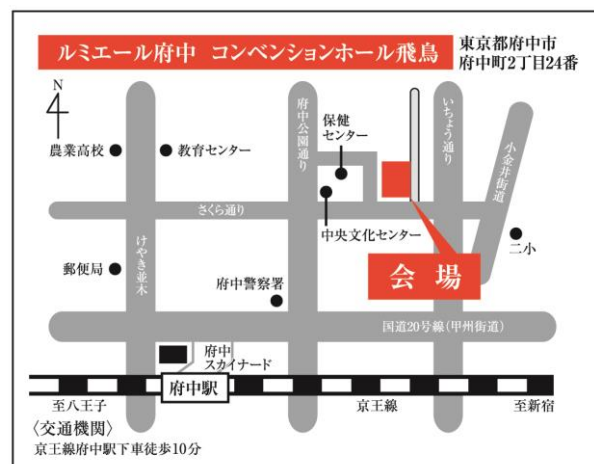 ルミエール府中 コンベンションホール飛鳥
東京都府中市
府中町2丁目24番
N
農業高校
教育センター
府中公園通り
保健
センター
いちょう通り
小金井街道
さくら通り
中央文化センター
二小
けやき並木
郵便局
府中警察署
会場
国道20号線(甲州街道)
府中
スカイナード
府中駅
至八王子
京王線
至新宿
〈交通機関〉
京王線府中駅下車徒歩10分